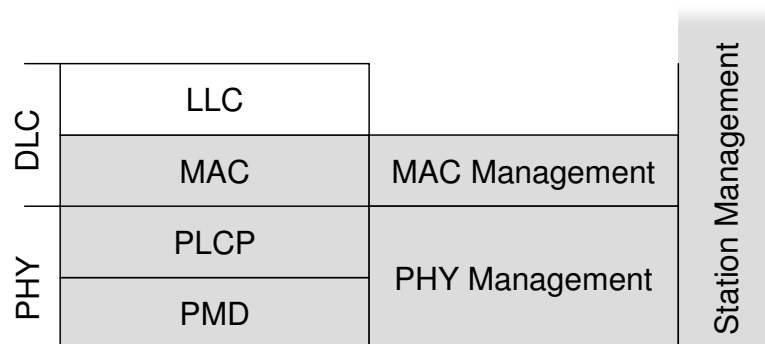 DLC
LLC
MAC
MAC Management
PHY
PLCP
PMD
PHY Management
Station Management